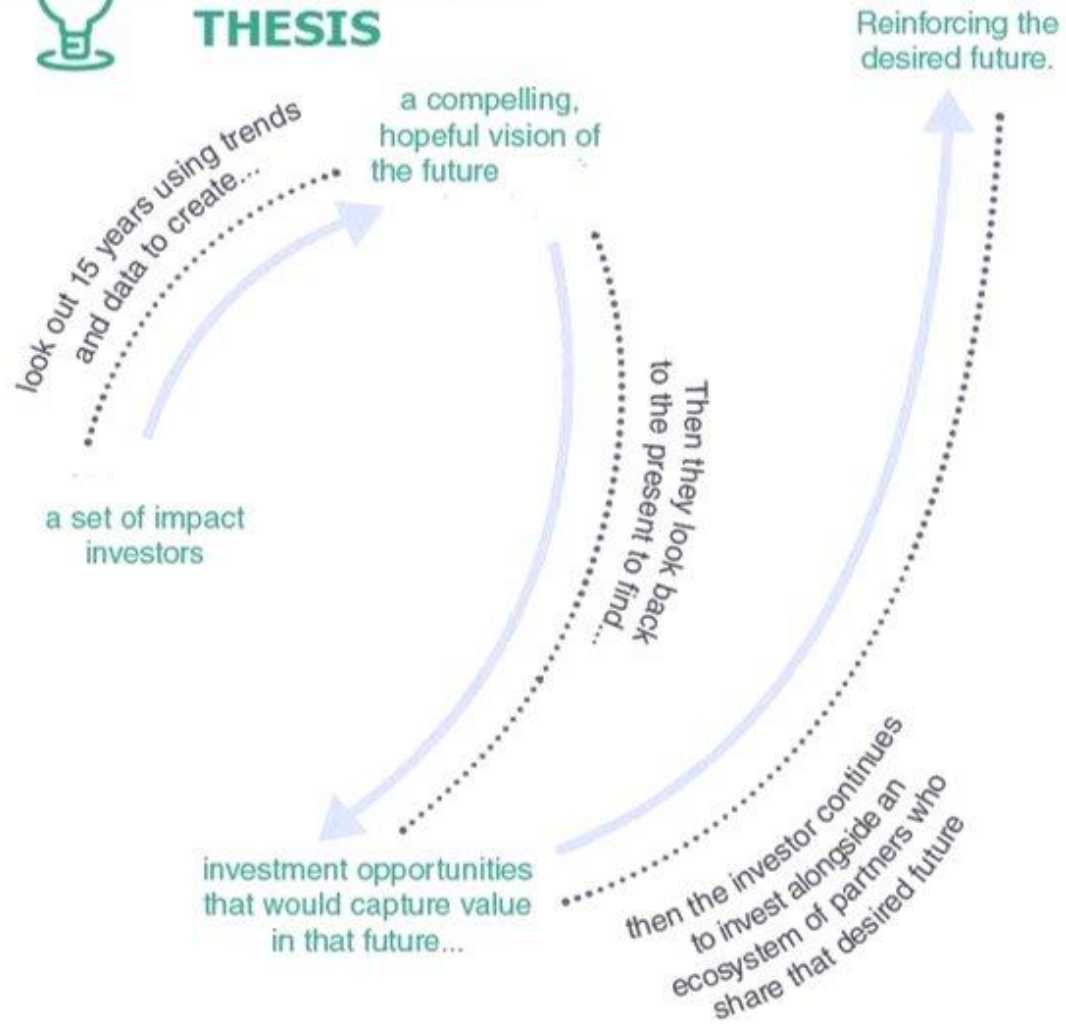 THESIS
a set of impact
investors
look out 15 years using trends
and data to create...
a compelling,
hopeful vision of
the future
Then they look back
to the present to find...
investment opportunities
that would capture value
in that future...
then the investor continues
to invest alongside an
ecosystem of partners who
share that desired future
Reinforcing the
desired future.